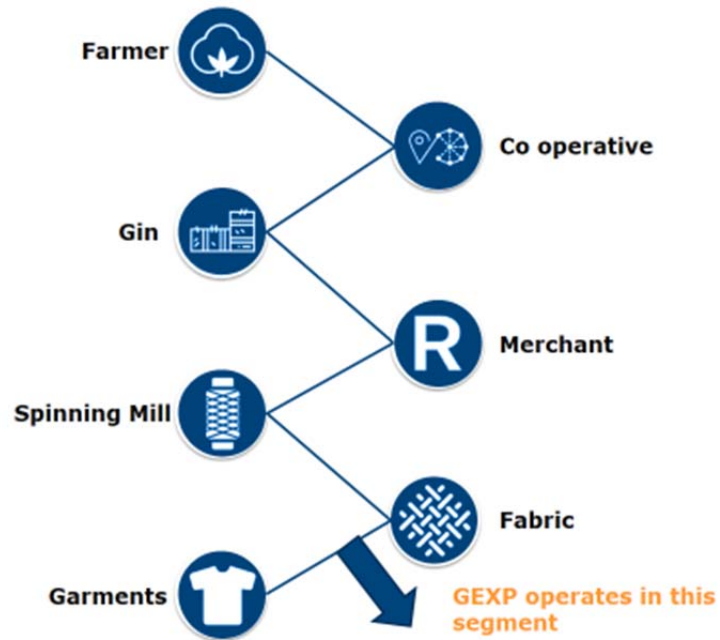 Farmer
Co operative
Gin
R
Merchant
Spinning Mill
Fabric
Garments
GEXP operates in this
segment